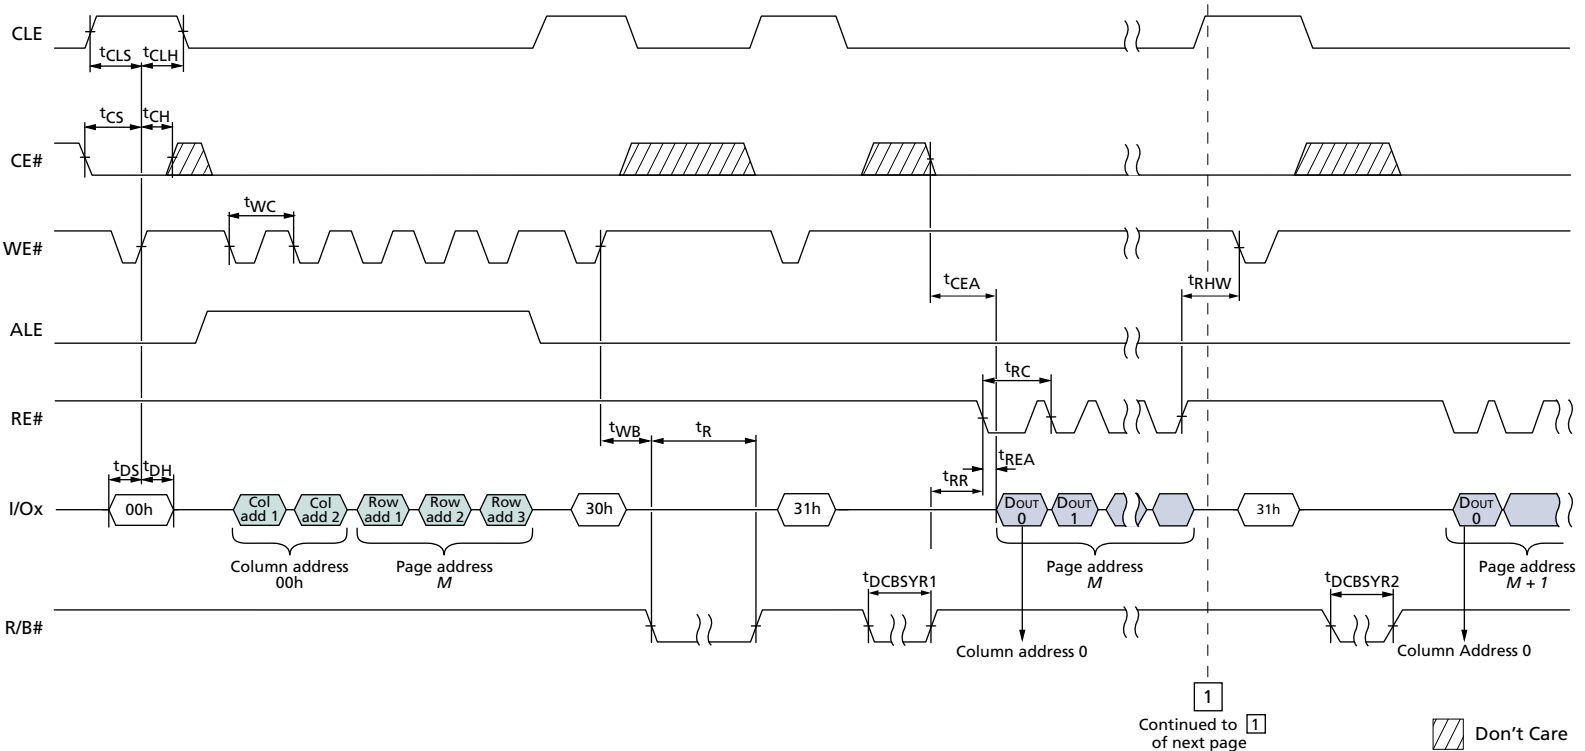 CLE
tCLS tCLH
tCS tCH
CE#
tWC
WE#
tCEA
tRHW
ALE
tRC
RE#
tWB
tR
tREA
tRR
tDS tDH
I/Ox
00h
Col add 1
Col add 2
Row add 1
Row add 2
Row add 3
30h
31h
DOUT 0
DOUT 1
31h
DOUT 0
Column address
00h
Page address
M
Page address
M
Page address
M + 1
tDCBSYR1
tDCBSYR2
R/B#
Column address 0
Column Address 0
1
Continued to 1
of next page
Don't Care